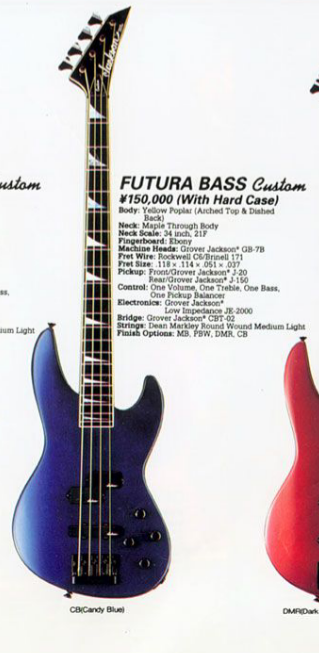 Jackson
ustom
FUTURA BASS Custom
¥150,000 (With Hard Case)
Body: Yellow Poplar (Arched Top & Dished
Back)
Neck: Maple Through Body
Neck Scale: 34 inch, 21F
Fingerboard: Ebony
Machine Heads: Grover Jackson® GB-7B
Fret Wire: Rockwell C6/Brinell 171
Fret Size: .118 × .114 × .051 × .037
Pickup: Front/Grover Jackson® J-20
Rear/Grover Jackson® J-150
Control: One Volume, One Treble, One Bass,
One Pickup Balancer
Electronics: Grover Jackson®
Low Impedance JE-2000
Bridge: Grover Jackson® CBT-02
Strings: Dean Markley Round Wound Medium Light
Finish Options: MB, PBW, DMR, CB
ass,
ium Light
CB(Candy Blue)
DMR(Dark